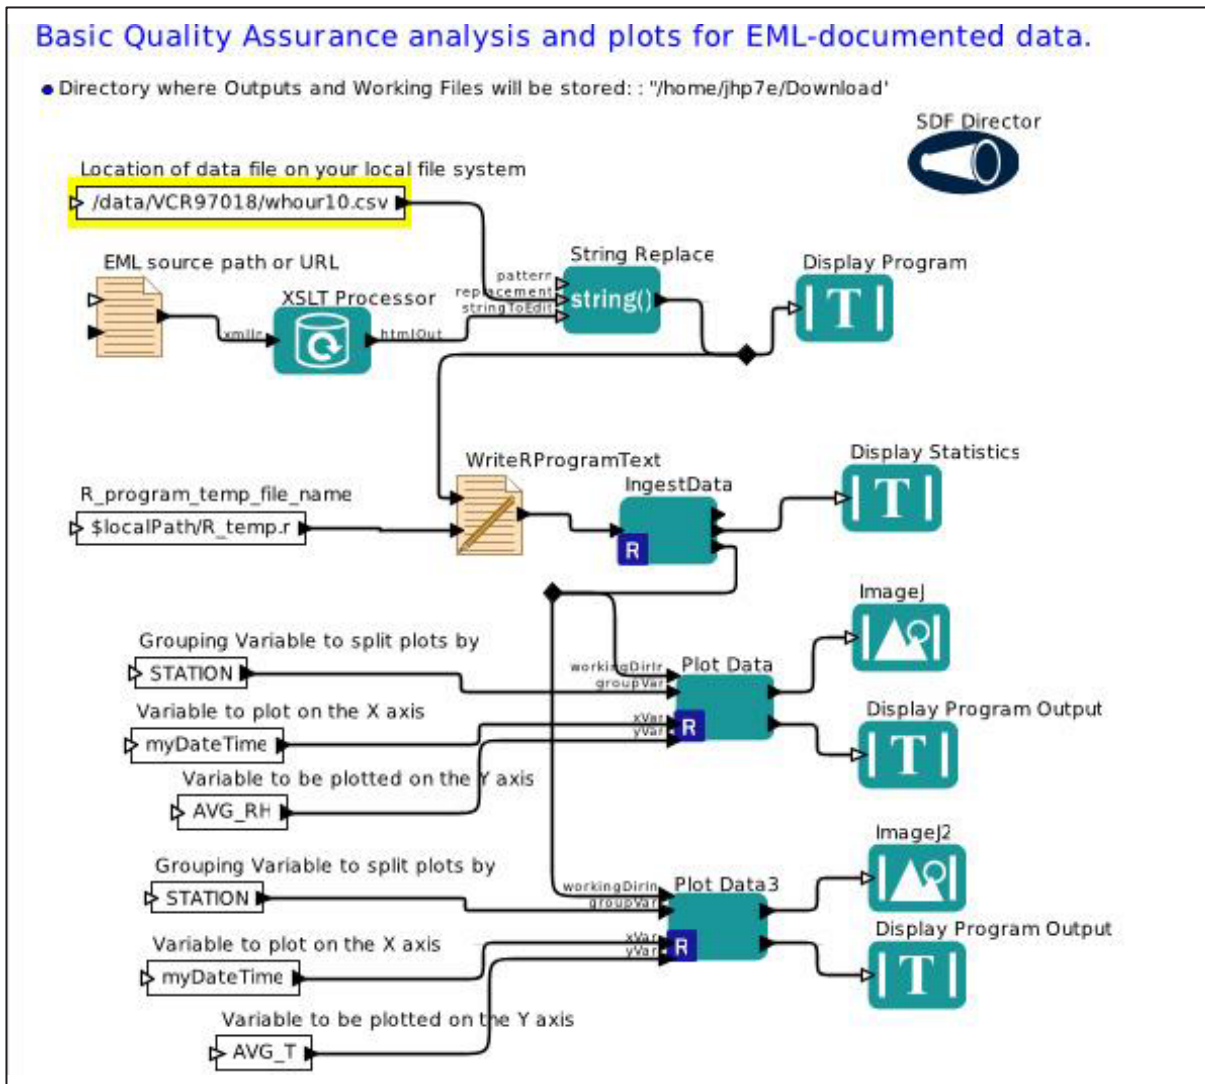 Basic Quality Assurance analysis and plots for EML-documented data.
Directory where Outputs and Working Files will be stored: : "/home/jhp7e/Download'
SDF Director
Location of data file on your local file system
/data/VCR97018/whour10.csv
EML source path or URL
XSLT Processor
xmlIr
htmlOut
String Replace
pattern
replacement
stringToEdit
string()
Display Program
T
WriteRProgramText
R_program_temp_file_name
$localPath/R_temp.r
IngestData
R
Display Statistics
T
ImageJ
Grouping Variable to split plots by
STATION
workingDirIr
groupVar
Plot Data
Variable to plot on the X axis
myDateTime
xVar
yVar
R
Display Program Output
T
Variable to be plotted on the Y axis
AVG_RH
ImageJ2
Grouping Variable to split plots by
STATION
workingDirIn
groupVar
Plot Data3
Variable to plot on the X axis
myDateTime
xVar
yVar
R
Display Program Output
T
Variable to be plotted on the Y axis
AVG_T